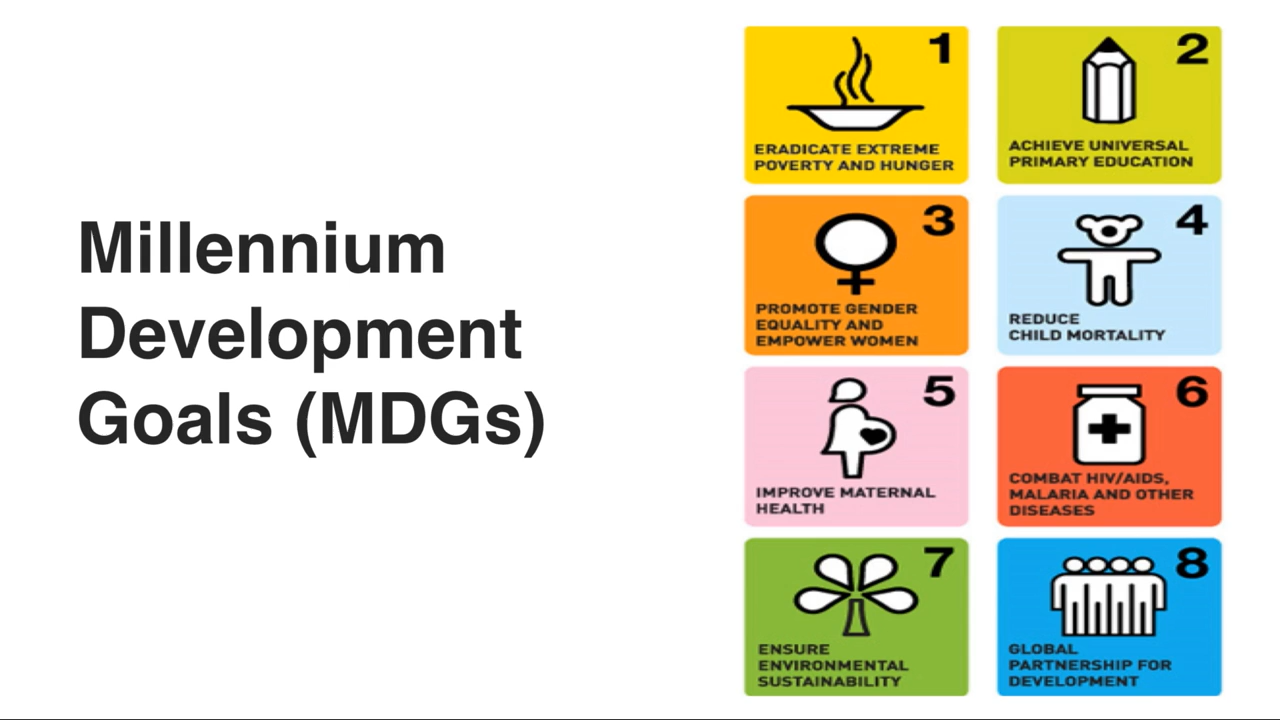 Millennium
Development
Goals (MDGs)
1
ERADICATE EXTREME
POVERTY AND HUNGER
2
ACHIEVE UNIVERSAL
PRIMARY EDUCATION
3
PROMOTE GENDER
EQUALITY AND
EMPOWER WOMEN
4
REDUCE
CHILD MORTALITY
5
IMPROVE MATERNAL
HEALTH
6
COMBAT HIV/AIDS,
MALARIA AND OTHER
DISEASES
7
ENSURE
ENVIRONMENTAL
SUSTAINABILITY
8
GLOBAL
PARTNERSHIP FOR
DEVELOPMENT